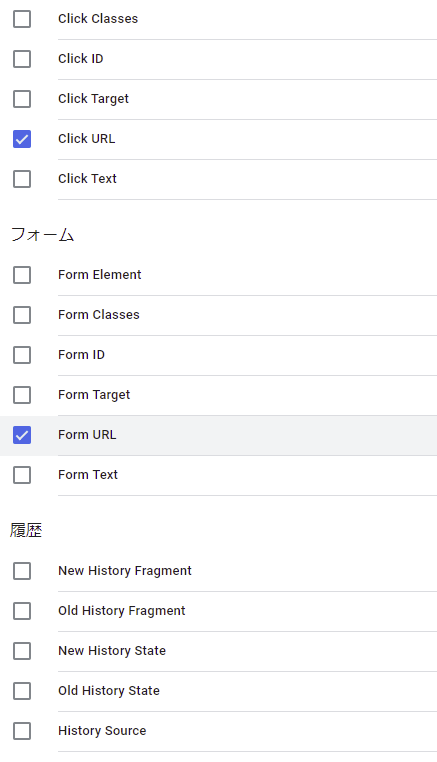 Click Classes
Click ID
Click Target
Click URL
Click Text
フォーム
Form Element
Form Classes
Form ID
Form Target
Form URL
Form Text
履歴
New History Fragment
Old History Fragment
New History State
Old History State
History Source